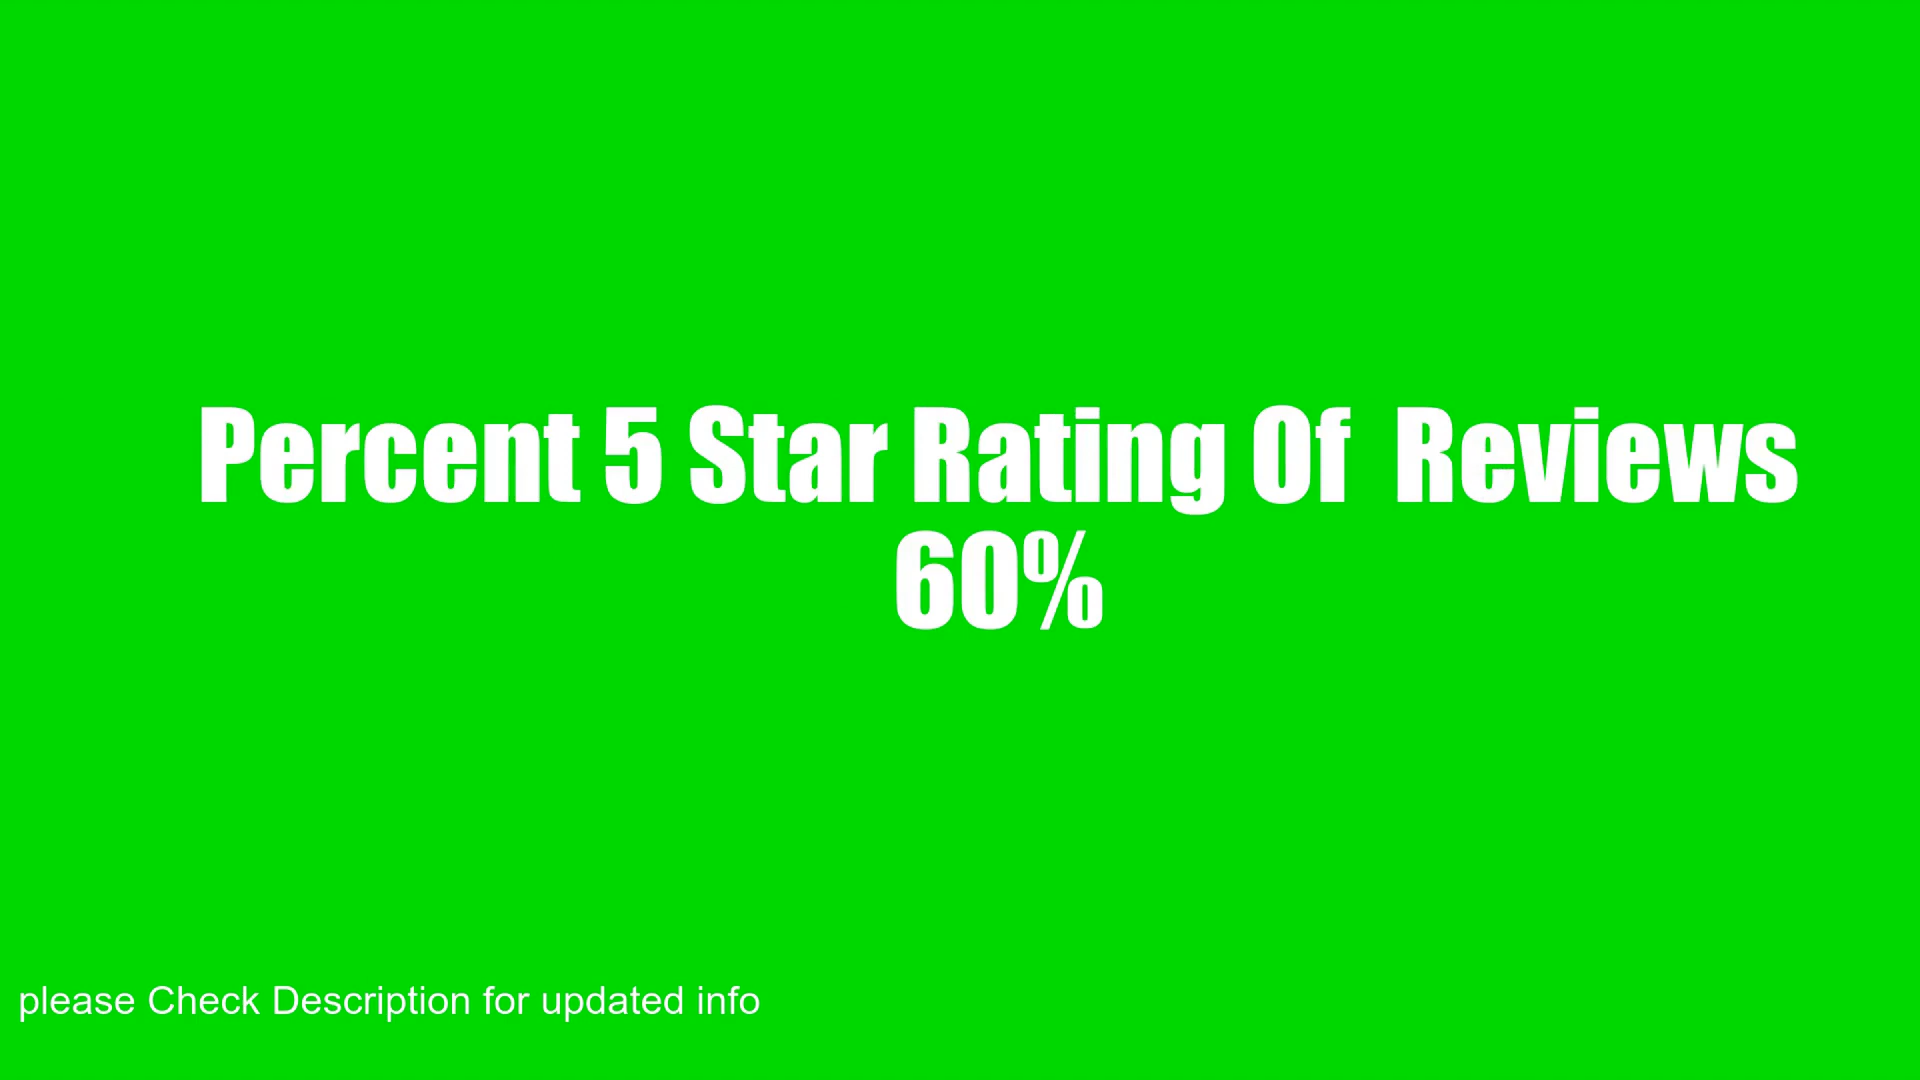 Percent 5 Star Rating Of  Reviews
60%
please Check Description for updated info